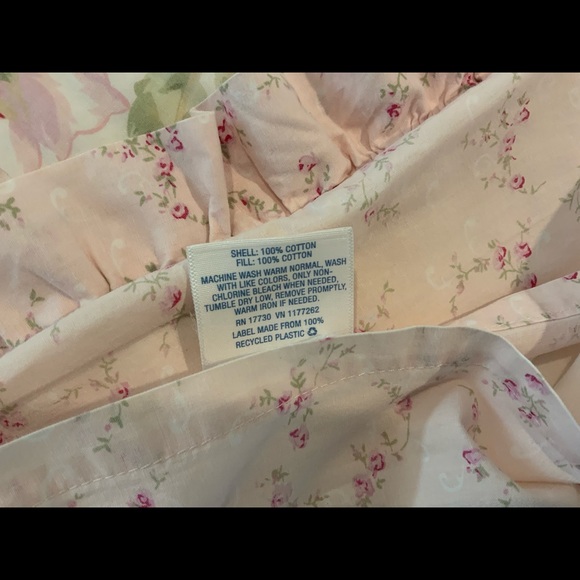 SHELL: 100% COTTON
FILL: 100% COTTON
MACHINE WASH WARM NORMAL, WASH
WITH LIKE COLORS, ONLY NON-
CHLORINE BLEACH WHEN NEEDED,
TUMBLE DRY LOW, REMOVE PROMPTLY,
WARM IRON IF NEEDED.
RN 17730 VN 1177262
LABEL MADE FROM 100%
RECYCLED PLASTIC